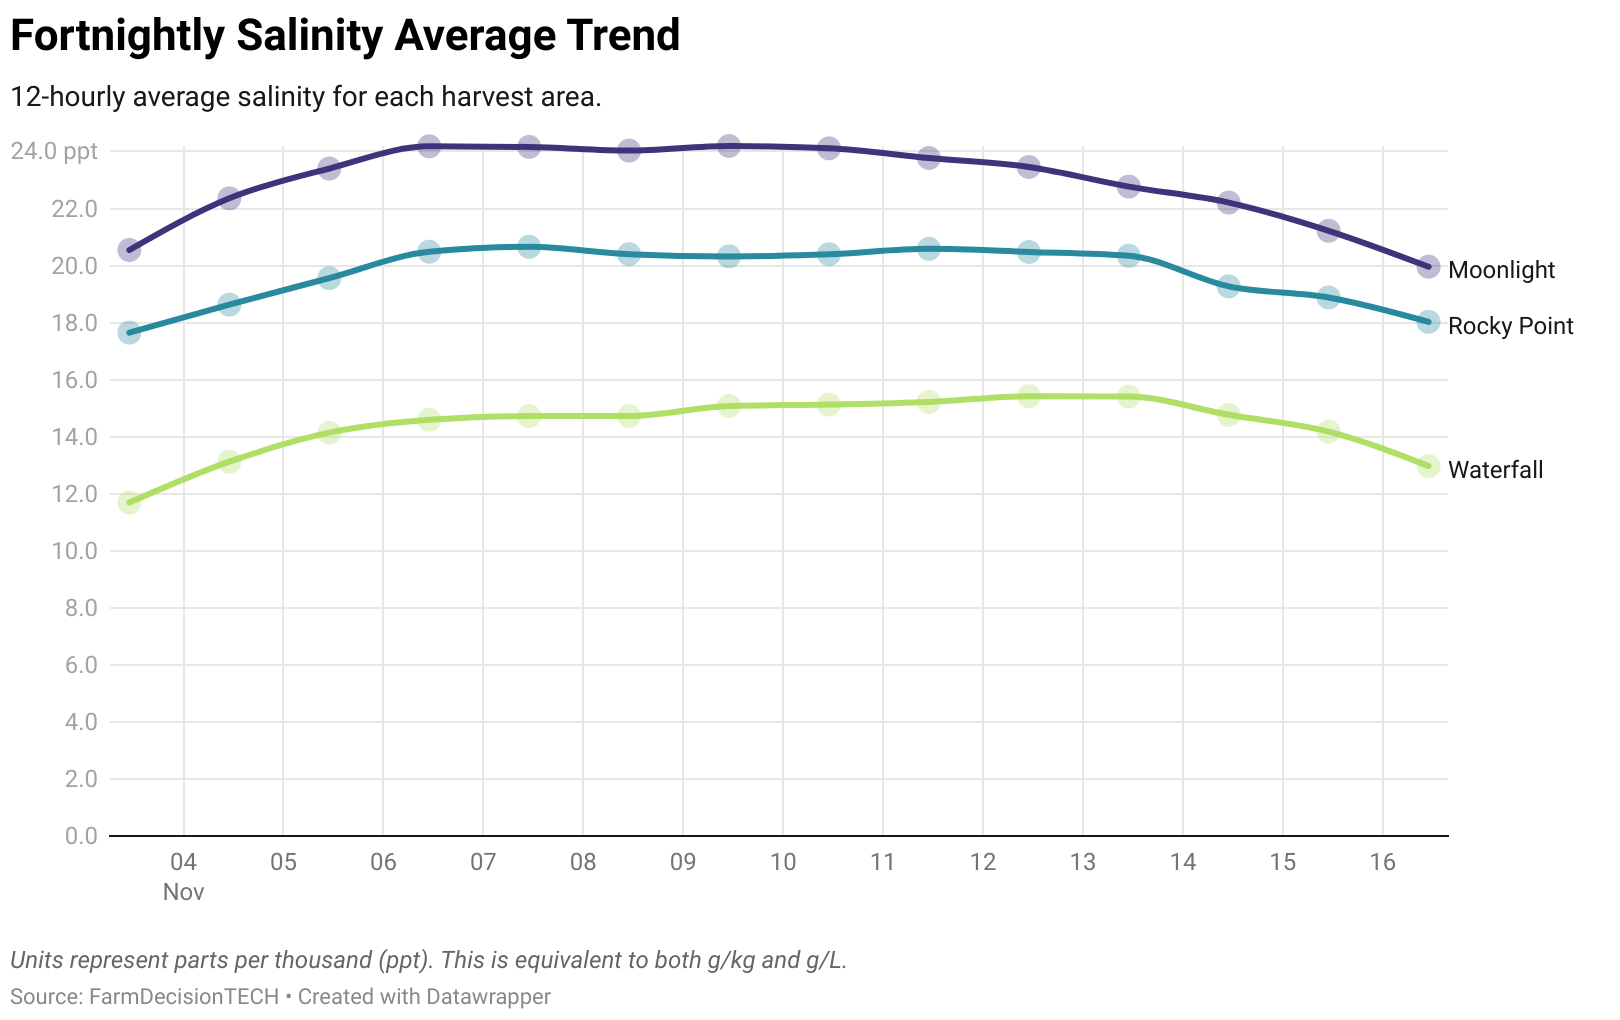 Fortnightly Salinity Average Trend
12-hourly average salinity for each harvest area.
24.0 ppt
22.0
20.0
18.0
16.0
14.0
12.0
10.0
8.0
6.0
4.0
2.0
0.0
Moonlight
Rocky Point
Waterfall
04 05 06 07 08 09 10 11 12 13 14 15 16
Nov
Units represent parts per thousand (ppt). This is equivalent to both g/kg and g/L.
Source: FarmDecisionTECH • Created with Datawrapper